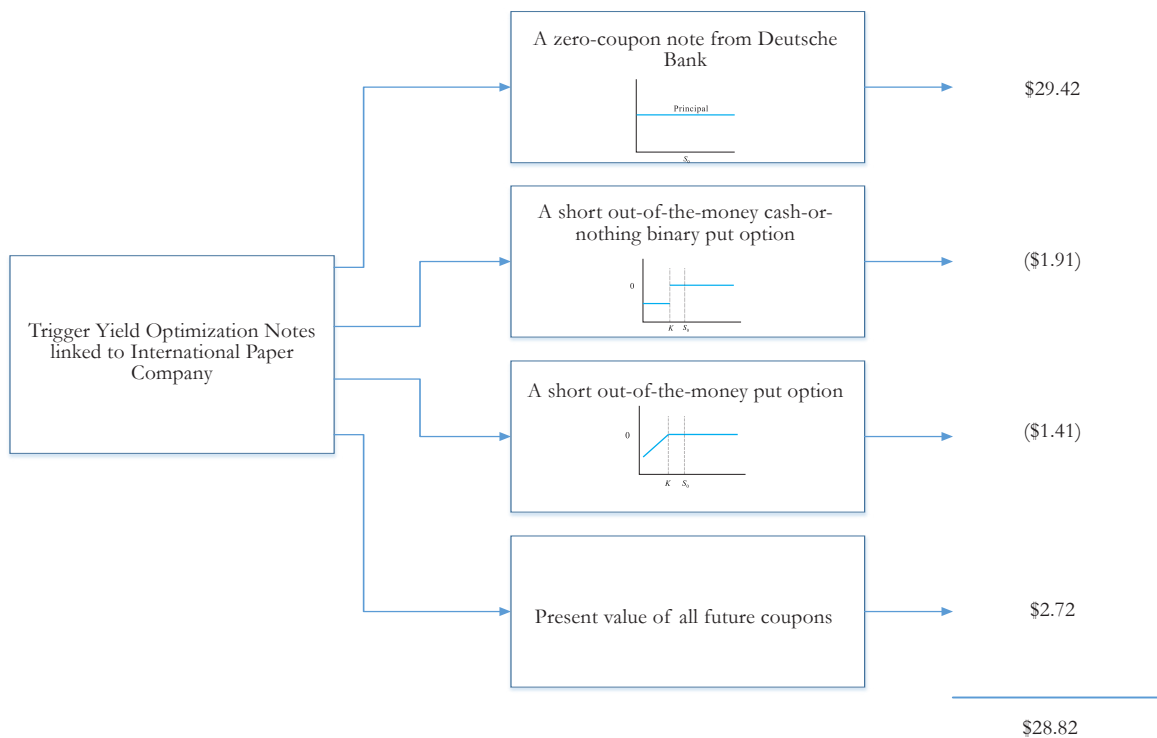 A zero-coupon note from Deutsche
Bank
Principal
S₀
$29.42
A short out-of-the-money cash-or-
nothing binary put option
0
K S₀
($1.91)
Trigger Yield Optimization Notes
linked to International Paper
Company
A short out-of-the-money put option
0
K S₀
($1.41)
Present value of all future coupons
$2.72
$28.82